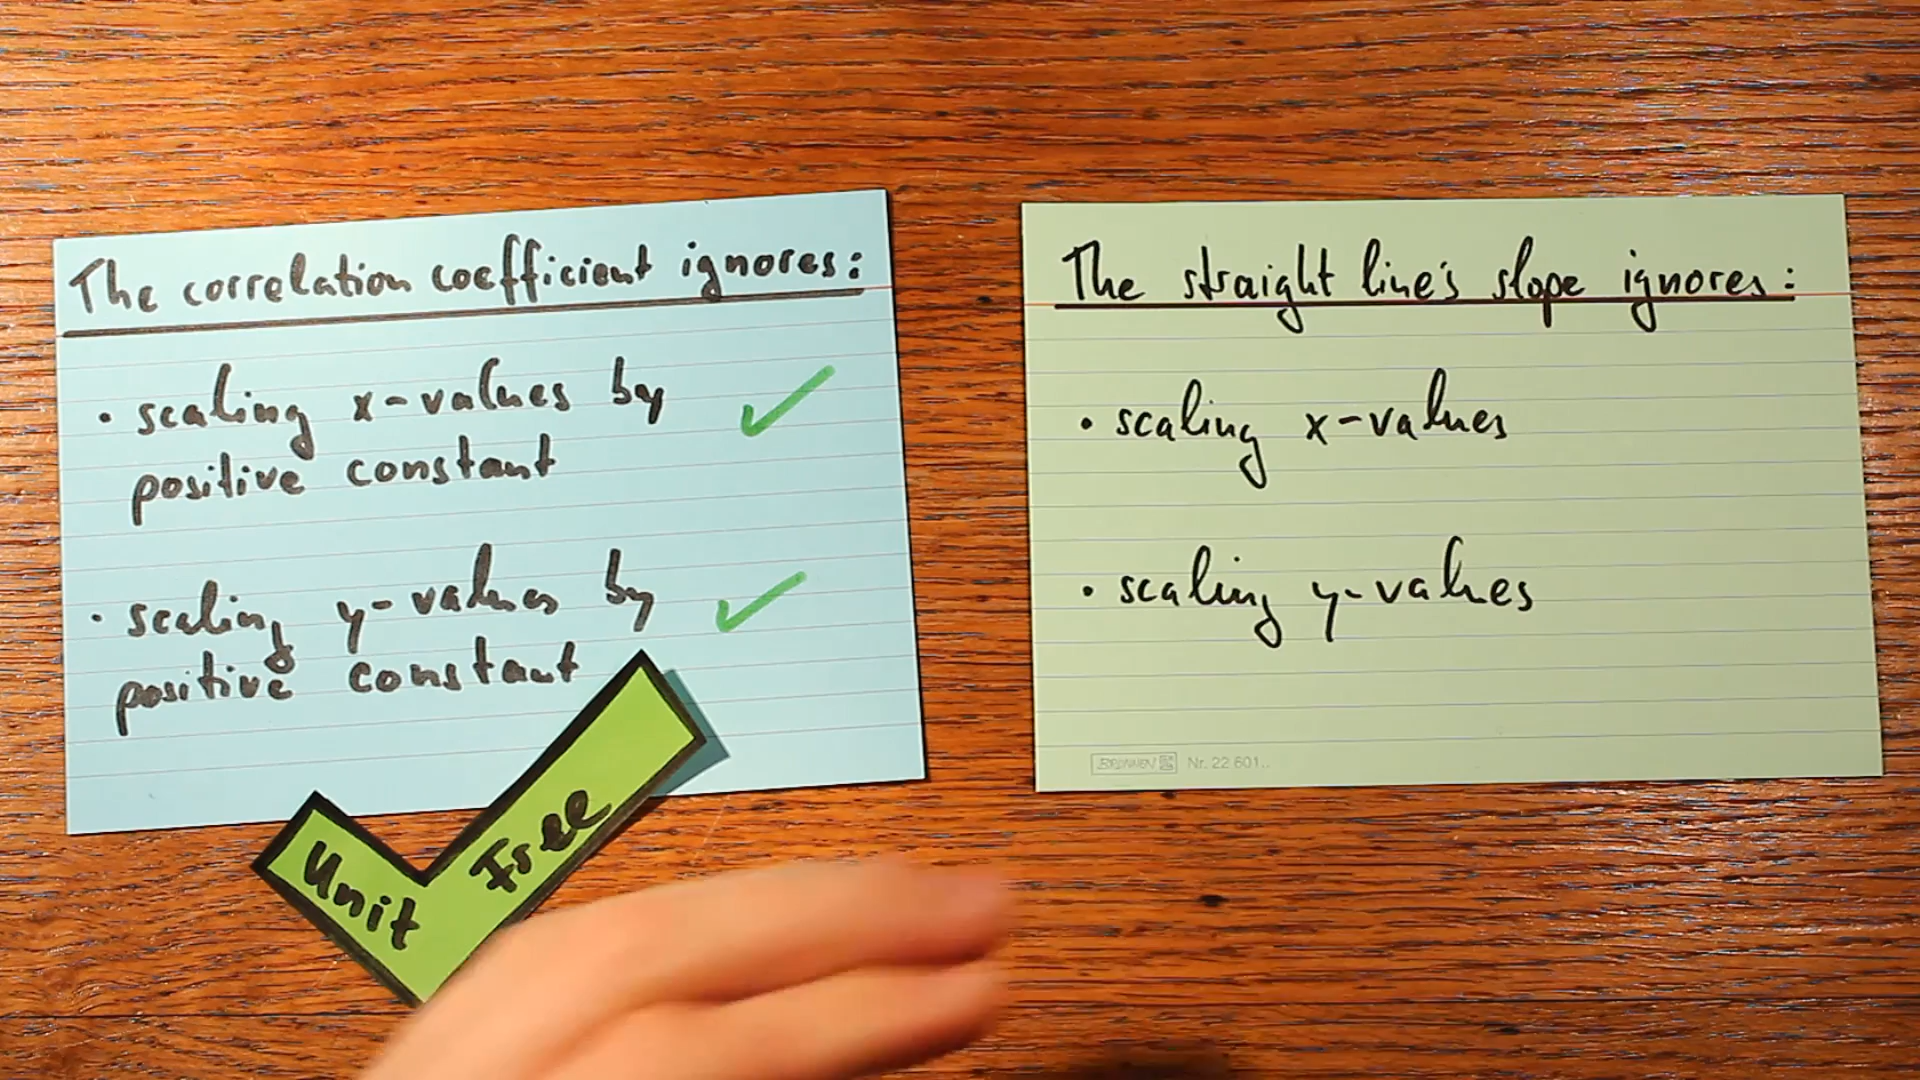 The correlation coefficient ignores:
• scaling x-values by
positive constant
• scaling y-values by
positive constant
Unit Free
The straight line's slope ignores:
• scaling x-values
• scaling y-values
BRUNNEN Nr. 22 601..